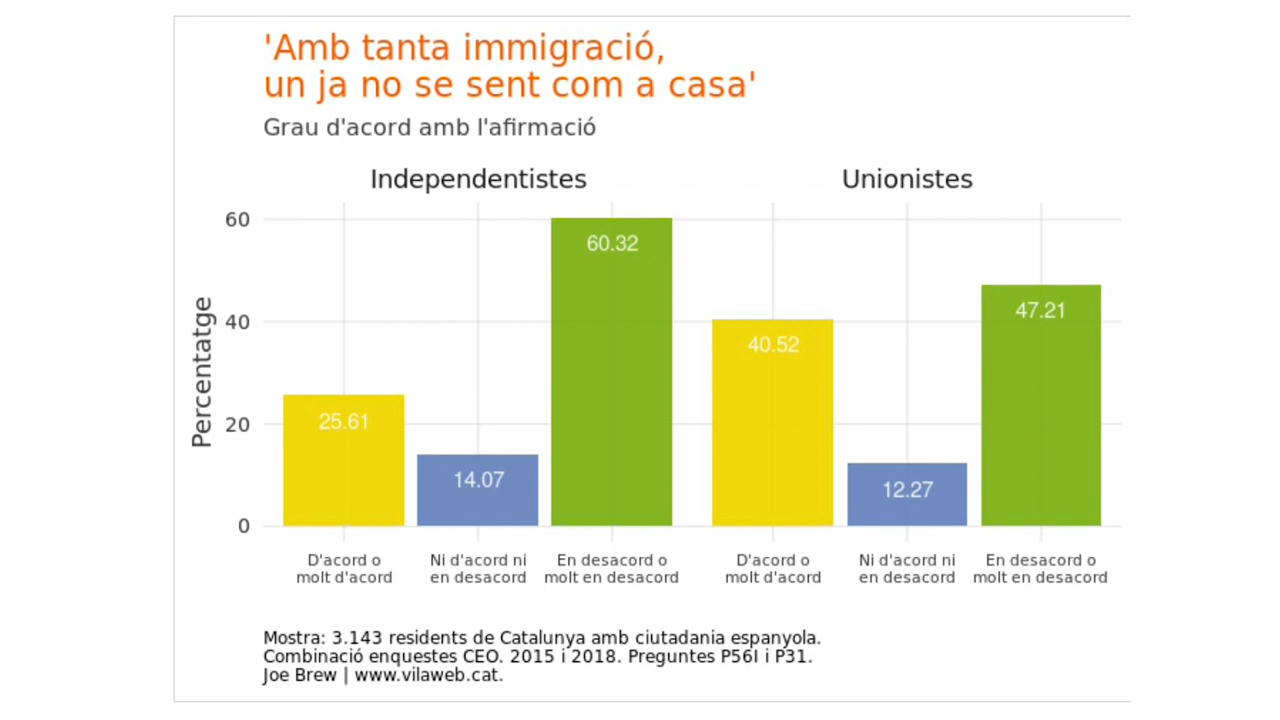 'Amb tanta immigració,
un ja no se sent com a casa'
Grau d'acord amb l'afirmació
Independentistes
Unionistes
Percentatge
60
40
20
0
25.61
14.07
60.32
40.52
12.27
47.21
D'acord o
molt d'acord
Ni d'acord ni
en desacord
En desacord o
molt en desacord
D'acord o
molt d'acord
Ni d'acord ni
en desacord
En desacord o
molt en desacord
Mostra: 3.143 residents de Catalunya amb ciutadania espanyola.
Combinació enquestes CEO. 2015 i 2018. Preguntes P56I i P31.
Joe Brew | www.vilaweb.cat.